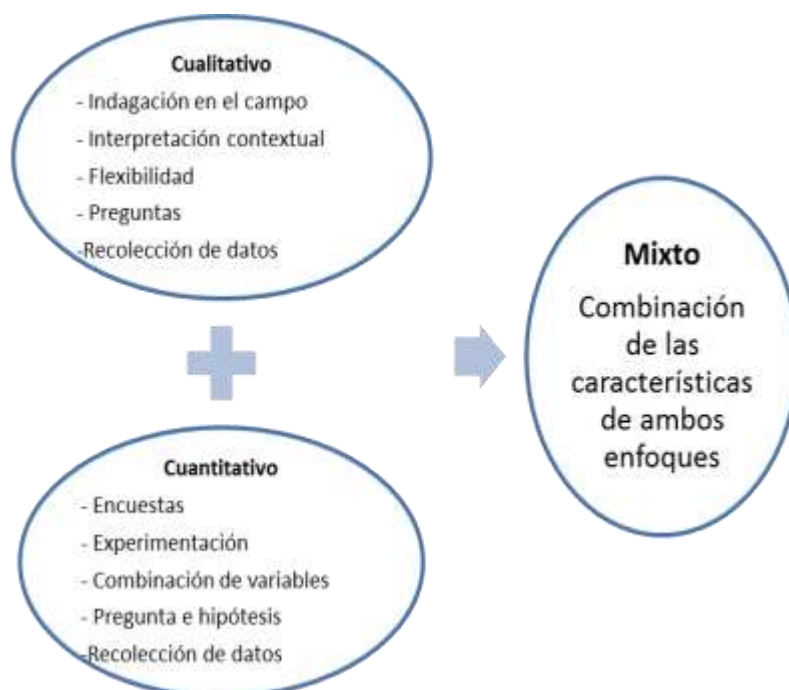 Cualitativo
- Indagación en el campo
- Interpretación contextual
- Flexibilidad
- Preguntas
-Recolección de datos
Cuantitativo
- Encuestas
- Experimentación
- Combinación de variables
- Pregunta e hipótesis
-Recolección de datos
Mixto
Combinación
de las
características
de ambos
enfoques